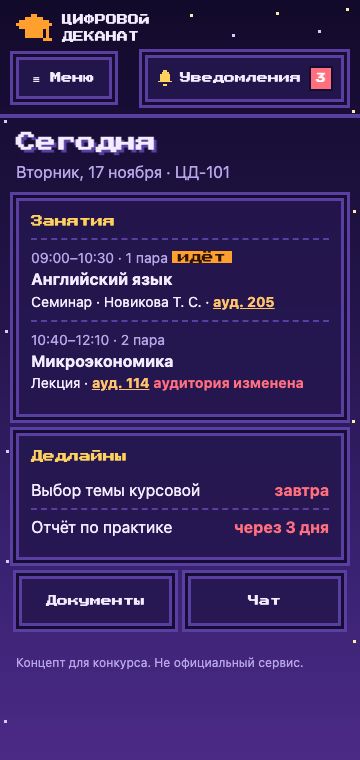 ЦИФРОВОЙ
ДЕКАНАТ
≡ Меню
Уведомления 3
Сегодня
Вторник, 17 ноября · ЦД-101
Занятия
09:00–10:30 · 1 пара идёт
Английский язык
Семинар · Новикова Т. С. · ауд. 205
10:40–12:10 · 2 пара
Микроэкономика
Лекция · ауд. 114 аудитория изменена
Дедлайны
Выбор темы курсовой завтра
Отчёт по практике через 3 дня
Документы
Чат
Концепт для конкурса. Не официальный сервис.